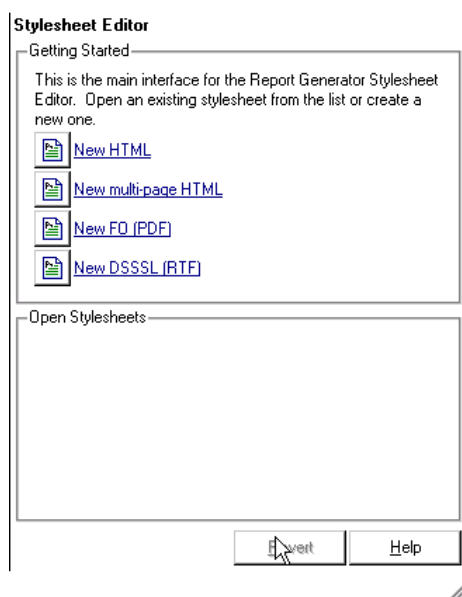 Stylesheet Editor
Getting Started
This is the main interface for the Report Generator Stylesheet
Editor. Open an existing stylesheet from the list or create a
new one.
New HTML
New multi-page HTML
New FO (PDF)
New DSSSL (RTF)
Open Stylesheets
Revert Help